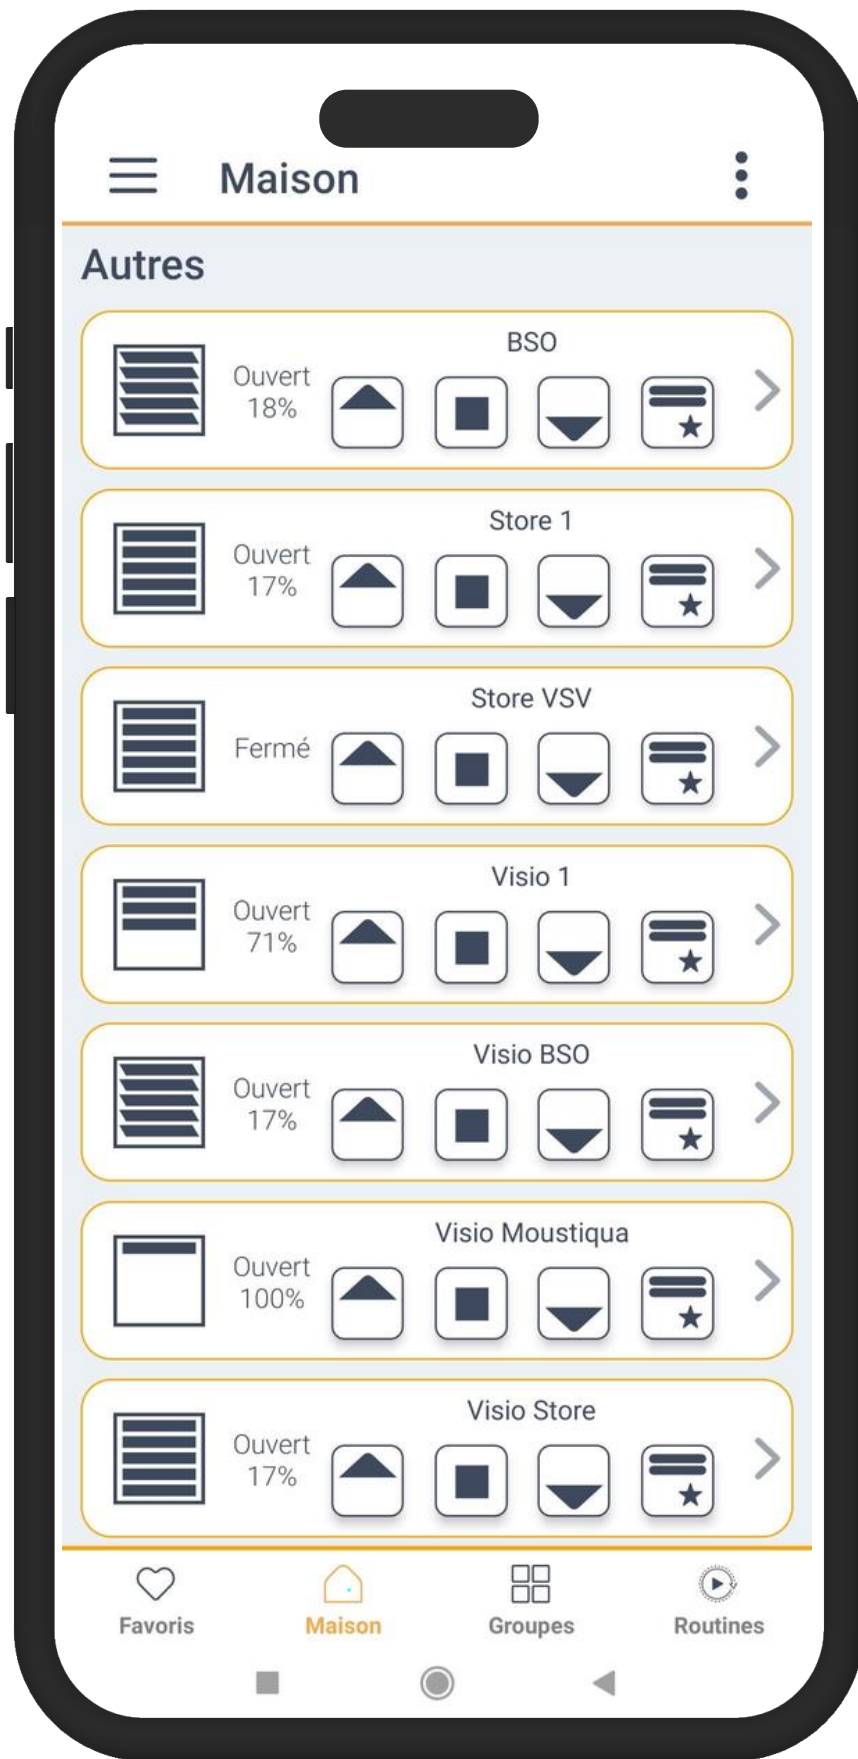 Maison
Autres
BSO
Ouvert
18%
Store 1
Ouvert
17%
Store VSV
Fermé
Visio 1
Ouvert
71%
Visio BSO
Ouvert
17%
Visio Moustiqua
Ouvert
100%
Visio Store
Ouvert
17%
Favoris
Maison
Groupes
Routines